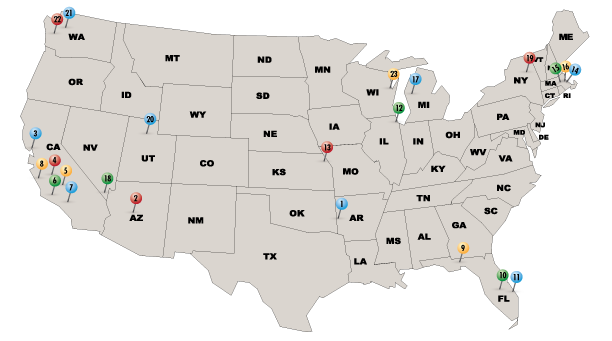 21
22
WA
ME
MT
ND
MN
19
VT
15
16
14
OR
ID
WY
SD
WI
23
17
MI
NY
MA
CT
RI
20
12
PA
NJ
3
CA
NV
UT
CO
NE
IA
IL
IN
OH
MD
DE
13
8
4
5
6
7
18
KS
MO
KY
WV
VA
2
AZ
NM
OK
1
AR
TN
NC
SC
TX
LA
MS
AL
GA
9
10
11
FL